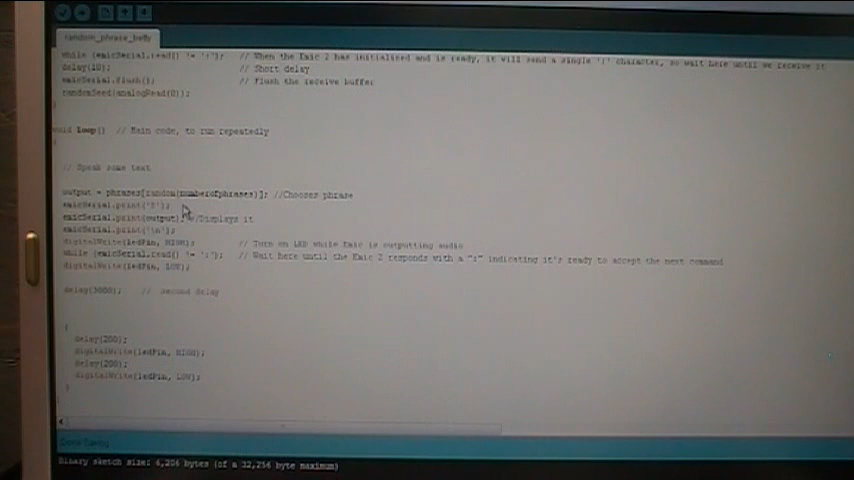 random_phrase_belly
while (emicSerial.read() != ':');   // When the Emic 2 has initialized and is ready, it will send a single ':' character, so wait here until we receive it
delay(10);   // Short delay
emicSerial.flush();   // Flush the receive buffer
randomSeed(analogRead(0));
}
void loop()  // Main code, to run repeatedly
{
// Speak some text
output = phrases[random(numberofphrases)]; //Chooses phrase
emicSerial.print('S');
emicSerial.print(output); //Displays it
emicSerial.print('\n');
digitalWrite(ledPin, HIGH);   // Turn on LED while Emic is outputting audio
while (emicSerial.read() != ':');   // Wait here until the Emic 2 responds with a ":" indicating it's ready to accept the next command
digitalWrite(ledPin, LOW);
delay(3000);   //  second delay
{
delay(200);
digitalWrite(ledPin, HIGH);
delay(200);
digitalWrite(ledPin, LOW);
}
Done Saving.
Binary sketch size: 6,206 bytes (of a 32,256 byte maximum)